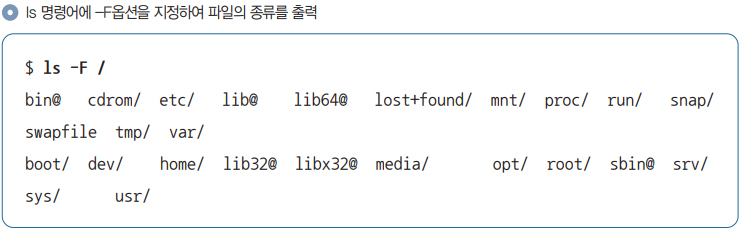 ls 명령어에 –F옵션을 지정하여 파일의 종류를 출력
$ ls -F /
bin@ cdrom/ etc/ lib@ lib64@ lost+found/ mnt/ proc/ run/ snap/
swapfile tmp/ var/
boot/ dev/ home/ lib32@ libx32@ media/ opt/ root/ sbin@ srv/
sys/ usr/